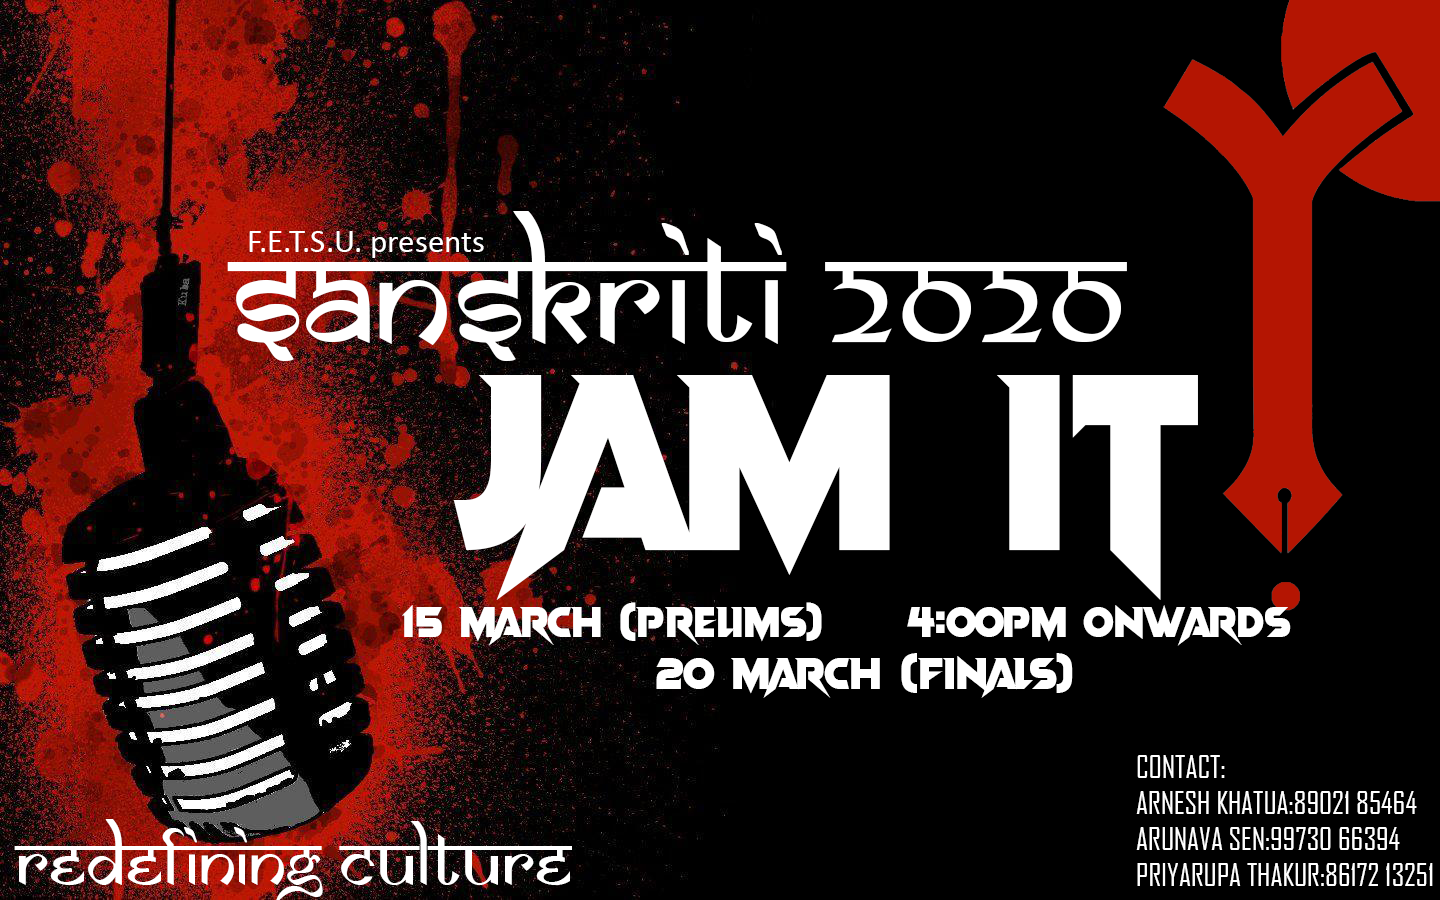 F.E.T.S.U. presents
sanskriti 2020
JAM IT
15 MARCH (PRELIMS) 4:00PM ONWARDS
20 MARCH (FINALS)
CONTACT:
ARNESH KHATUA:89021 85464
ARUNAVA SEN:99730 66394
PRIYARUPA THAKUR:86172 13251
redefining culture